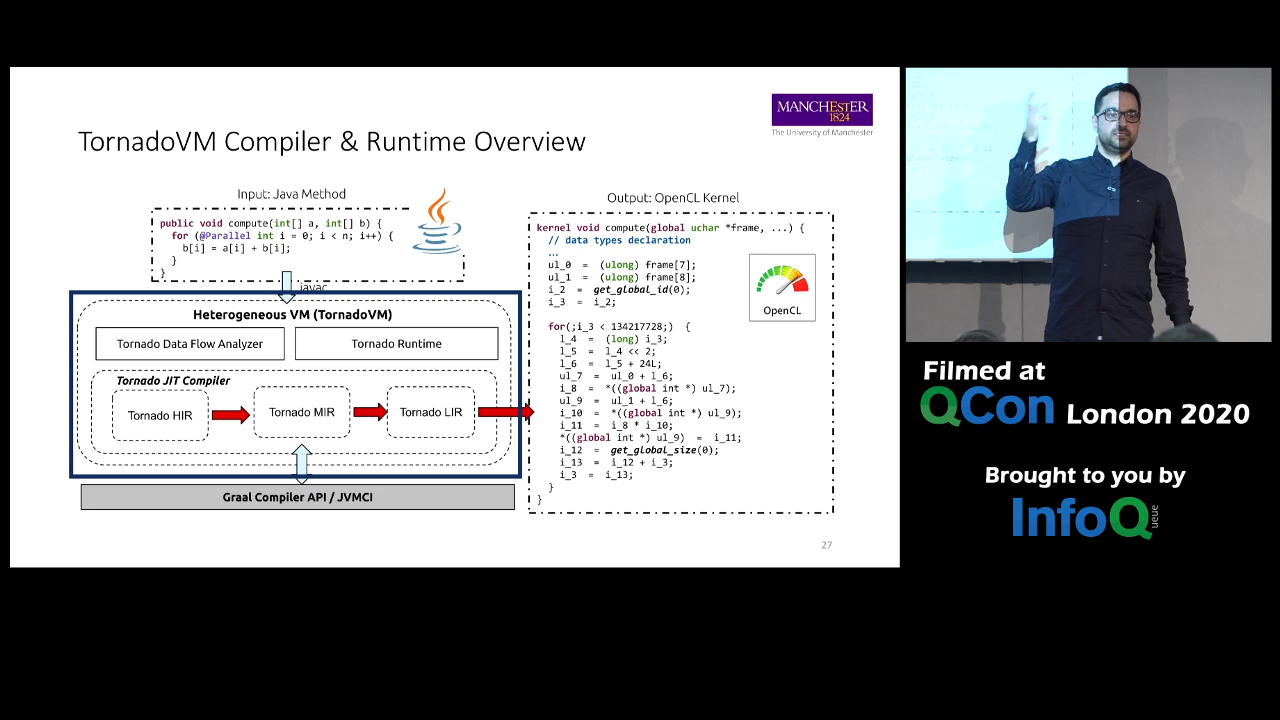 MANCHESTER
1824
The University of Manchester
TornadoVM Compiler & Runtime Overview
Input: Java Method
public void compute(int[] a, int[] b) {
for (@Parallel int i = 0; i < n; i++) {
b[i] = a[i] + b[i];
}
}
javac
Heterogeneous VM (TornadoVM)
Tornado Data Flow Analyzer
Tornado Runtime
Tornado JIT Compiler
Tornado HIR
Tornado MIR
Tornado LIR
Graal Compiler API / JVMCI
Output: OpenCL Kernel
kernel void compute(global uchar *frame, ...) {
// data types declaration
...
ul_0 = (ulong) frame[7];
ul_1 = (ulong) frame[8];
i_2 = get_global_id(0);
i_3 = i_2;
for(;i_3 < 134217728;) {
l_4 = (long) i_3;
l_5 = l_4 << 2;
l_6 = l_5 + 24L;
ul_7 = ul_0 + l_6;
i_8 = *((global int *) ul_7);
ul_9 = ul_1 + l_6;
i_10 = *((global int *) ul_9);
i_11 = i_8 * i_10;
*((global int *) ul_9) = i_11;
i_12 = get_global_size(0);
i_13 = i_12 + i_3;
i_3 = i_13;
}
}
OpenCL
27
Filmed at
QCon London 2020
Brought to you by
InfoQueue